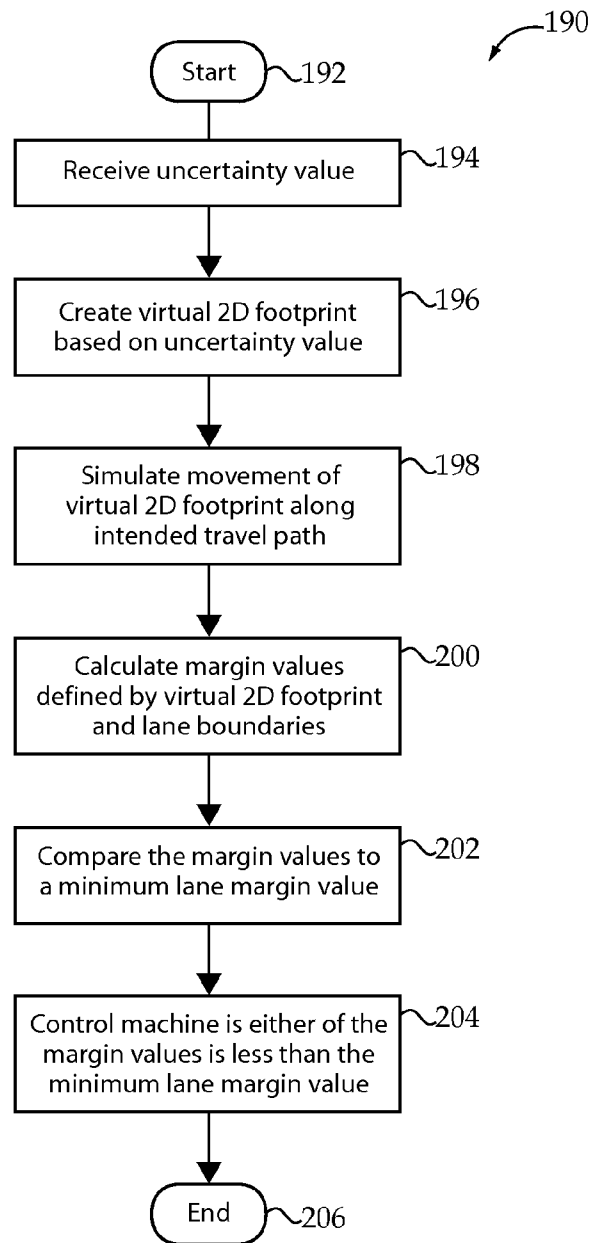 190
Start
192
Receive uncertainty value
194
Create virtual 2D footprint
based on uncertainty value
196
Simulate movement of
virtual 2D footprint along
intended travel path
198
Calculate margin values
defined by virtual 2D footprint
and lane boundaries
200
Compare the margin values to
a minimum lane margin value
202
Control machine is either of the
margin values is less than the
minimum lane margin value
204
End
206